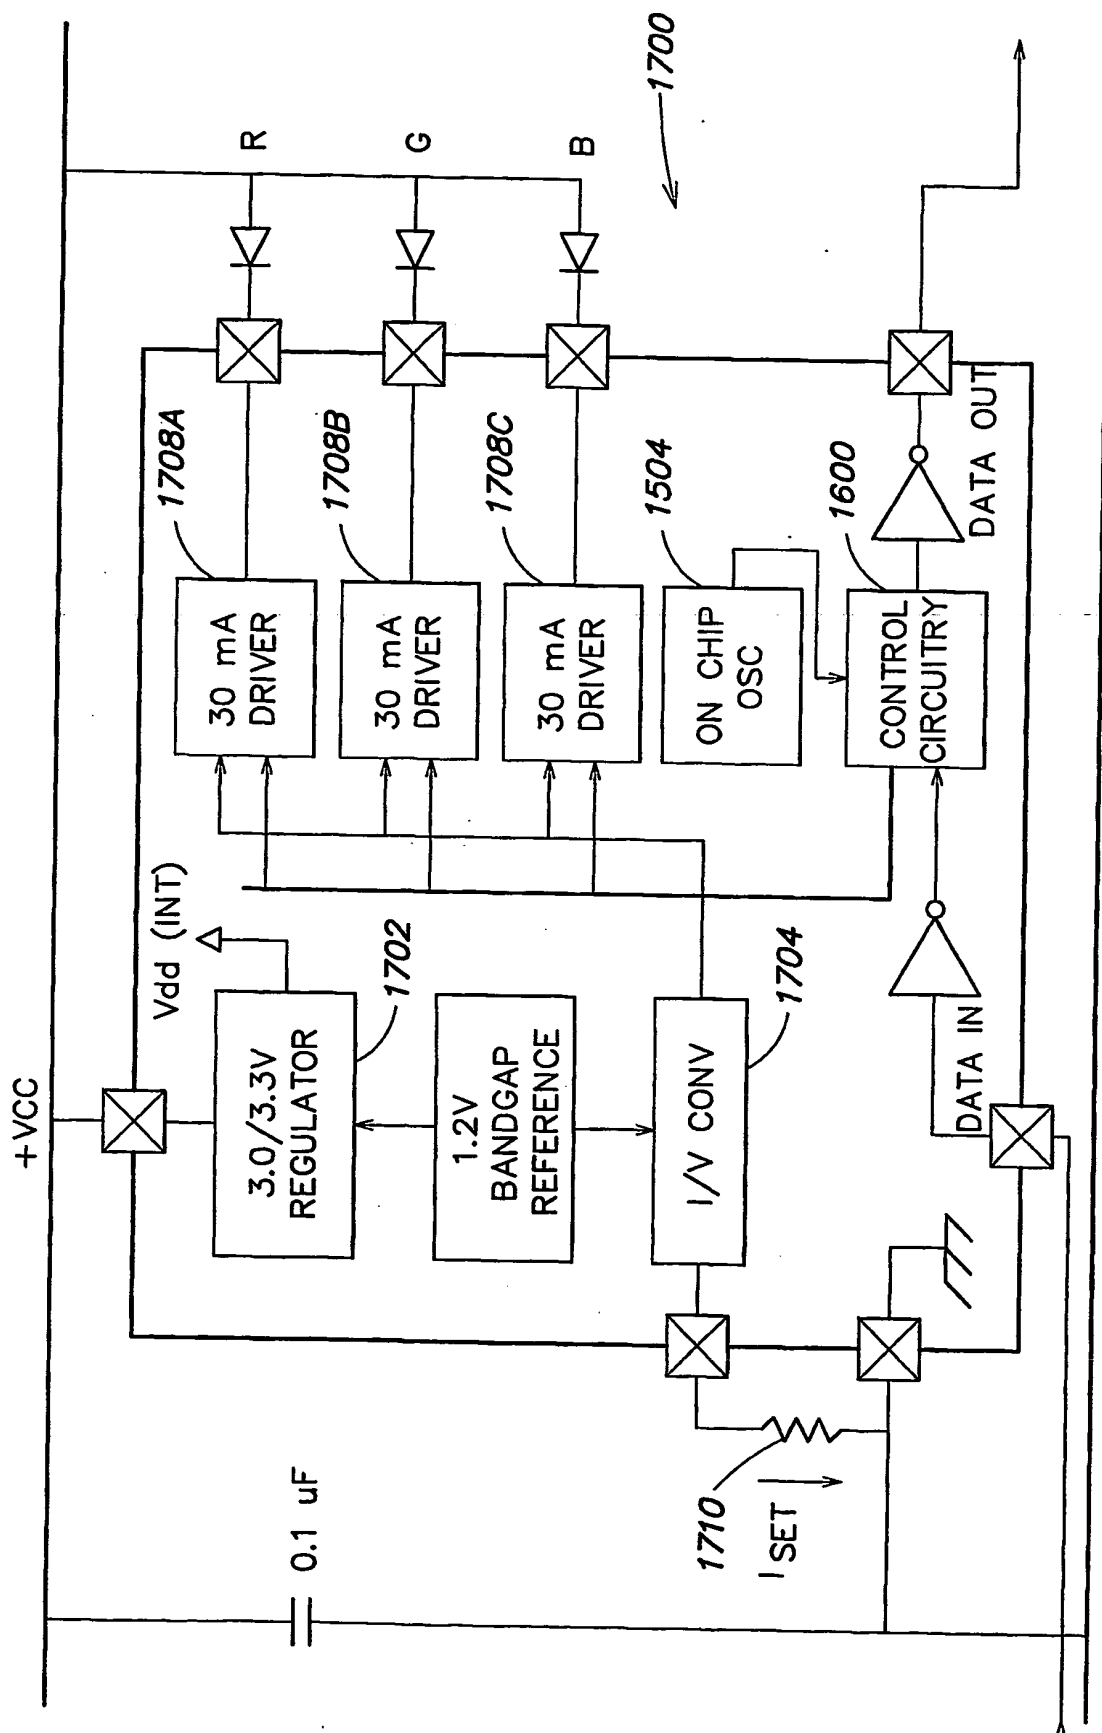 +VCC
0.1 uF
Vdd (INT)
3.0/3.3V
REGULATOR
1702
1.2V
BANDGAP
REFERENCE
I/V CONV
1704
1710
I SET
30 mA
DRIVER
1708A
30 mA
DRIVER
1708B
30 mA
DRIVER
1708C
ON CHIP
OSC
1504
CONTROL
CIRCUITRY
1600
DATA IN
DATA OUT
R
G
B
1700